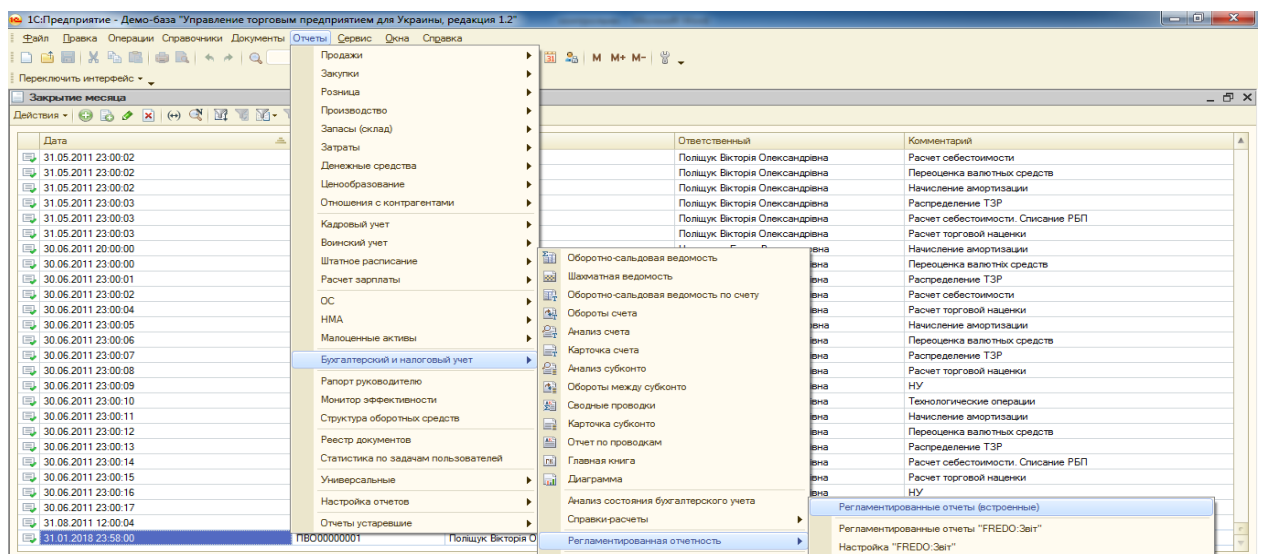 1С:Предприятие - Демо-база "Управление торговым предприятием для Украины, редакция 1.2"
Файл Правка Операции Справочники Документы Отчеты Сервис Окна Справка
M M+ M-
Переключить интерфейс
Закрытие месяца
Действия
Дата Ответственный Комментарий
31.05.2011 23:00:02 Поліщук Вікторія Олександрівна Расчет себестоимости
31.05.2011 23:00:02 Поліщук Вікторія Олександрівна Переоценка валютных средств
31.05.2011 23:00:02 Поліщук Вікторія Олександрівна Начисление амортизации
31.05.2011 23:00:03 Поліщук Вікторія Олександрівна Распределение ТЗР
31.05.2011 23:00:03 Поліщук Вікторія Олександрівна Расчет себестоимости. Списание РБП
31.05.2011 23:00:03 Поліщук Вікторія Олександрівна Расчет торговой наценки
30.06.2011 20:00:00 Начисление амортизации
30.06.2011 23:00:00 Переоценка валютніх средств
30.06.2011 23:00:01 Распределение ТЗР
30.06.2011 23:00:02 Расчет себестоимости
30.06.2011 23:00:04 Расчет торговой наценки
30.06.2011 23:00:05 Начисление амортизации
30.06.2011 23:00:06 Переоценка валютных средств
30.06.2011 23:00:07 Распределение ТЗР
30.06.2011 23:00:08 Расчет торговой наценки
30.06.2011 23:00:09 НУ
30.06.2011 23:00:10 Технологические операции
30.06.2011 23:00:11 Начисление амортизации
30.06.2011 23:00:12 Переоценка валютных средств
30.06.2011 23:00:13 Распределение ТЗР
30.06.2011 23:00:14 Расчет себестоимости. Списание РБП
30.06.2011 23:00:15 Расчет торговой наценки
30.06.2011 23:00:16 НУ
30.06.2011 23:00:17
31.08.2011 12:00:04
31.01.2018 23:58:00 ПВО00000001 Поліщук Вікторія О
Продажи
Закупки
Розница
Производство
Запасы (склад)
Затраты
Денежные средства
Ценообразование
Отношения с контрагентами
Кадровый учет
Воинский учет
Штатное расписание
Расчет зарплаты
ОС
НМА
Малоценные активы
Бухгалтерский и налоговый учет
Рапорт руководителю
Монитор эффективности
Структура оборотных средств
Реестр документов
Статистика по задачам пользователей
Универсальные
Настройка отчетов
Отчеты устаревшие
Оборотно-сальдовая ведомость
Шахматная ведомость
Оборотно-сальдовая ведомость по счету
Обороты счета
Анализ счета
Карточка счета
Анализ субконто
Обороты между субконто
Сводные проводки
Карточка субконто
Отчет по проводкам
Главная книга
Диаграмма
Анализ состояния бухгалтерского учета
Справки-расчеты
Регламентированная отчетность
Регламентированные отчеты (встроенные)
Регламентированные отчеты "FREDO:Звіт"
Настройка "FREDO:Звіт"